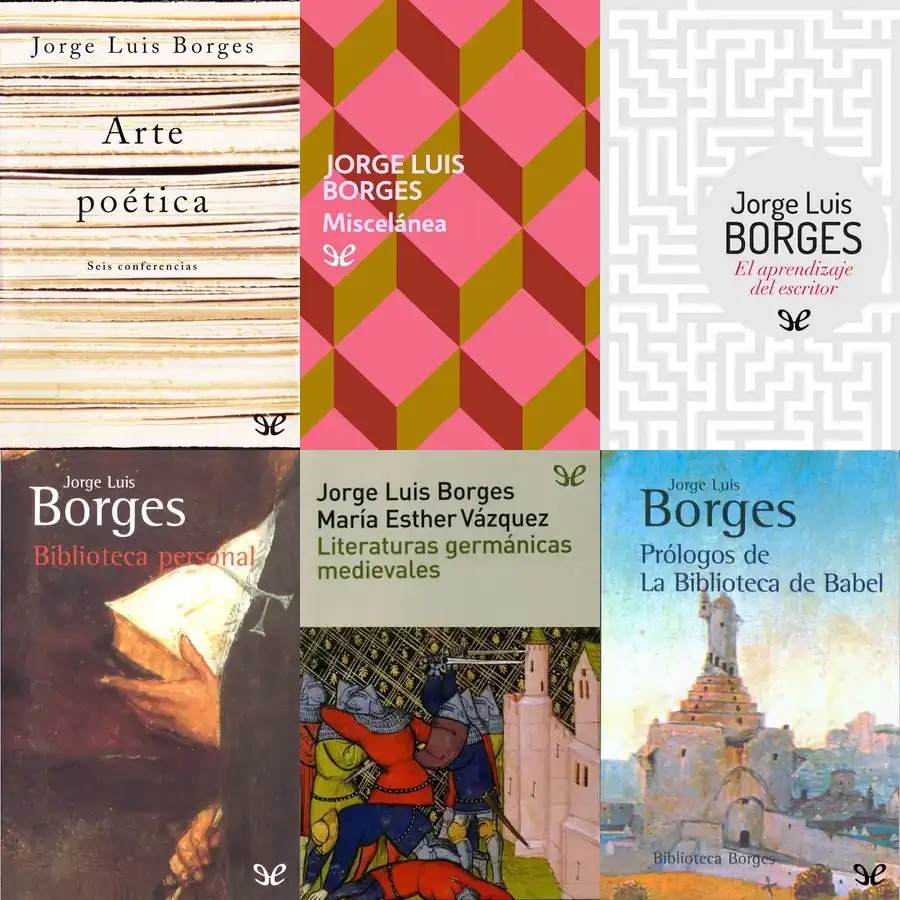 Jorge Luis Borges
Arte
poética
Seis conferencias
JORGE LUIS
BORGES
Miscelánea
Jorge Luis
BORGES
El aprendizaje
del escritor
Jorge Luis
Borges
Biblioteca personal
Jorge Luis Borges
María Esther Vázquez
Literaturas germánicas
medievales
Jorge Luis
Borges
Prólogos de
La Biblioteca de Babel
Biblioteca Borges